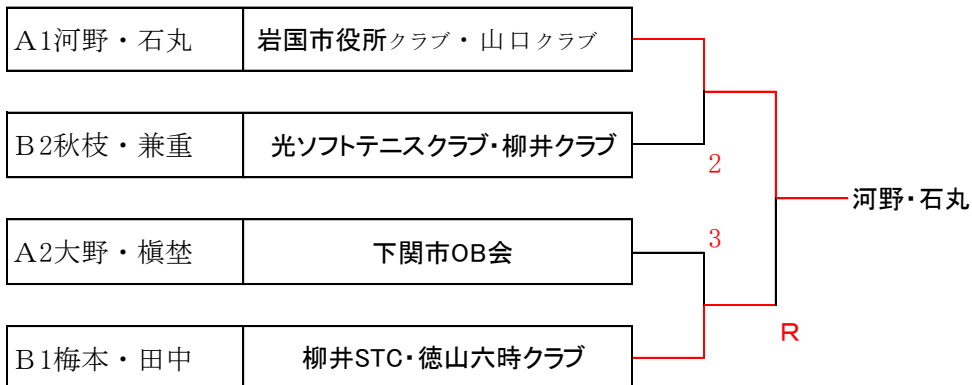 A1河野・石丸 岩国市役所クラブ・山口クラブ
B2秋枝・兼重 光ソフトテニスクラブ・柳井クラブ
2
河野・石丸
3
A2大野・槇埜 下関市OB会
R
B1梅本・田中 柳井STC・徳山六時クラブ